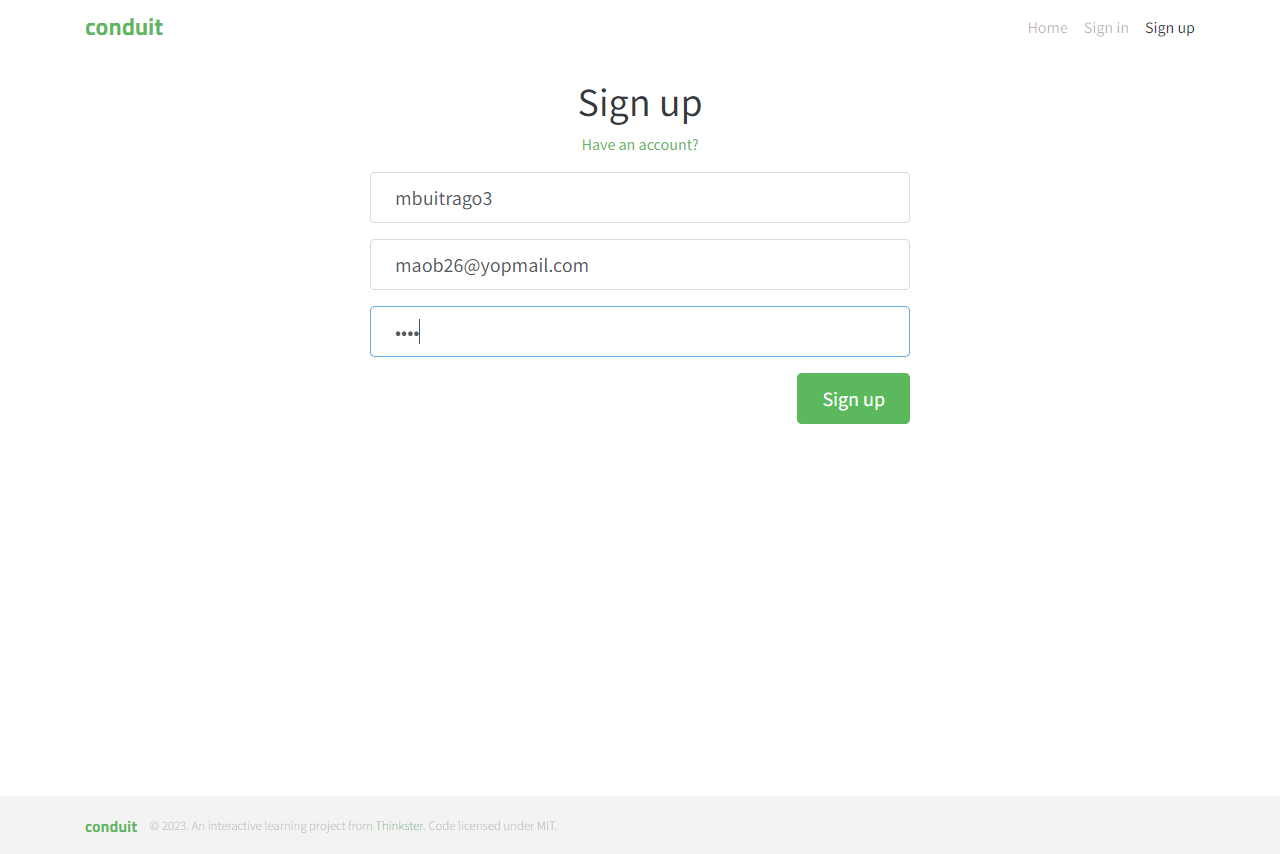 conduit
Home Sign in Sign up
Sign up
Have an account?
mbuitrago3
maob26@yopmail.com
••••
Sign up
conduit © 2023. An interactive learning project from Thinkster. Code licensed under MIT.